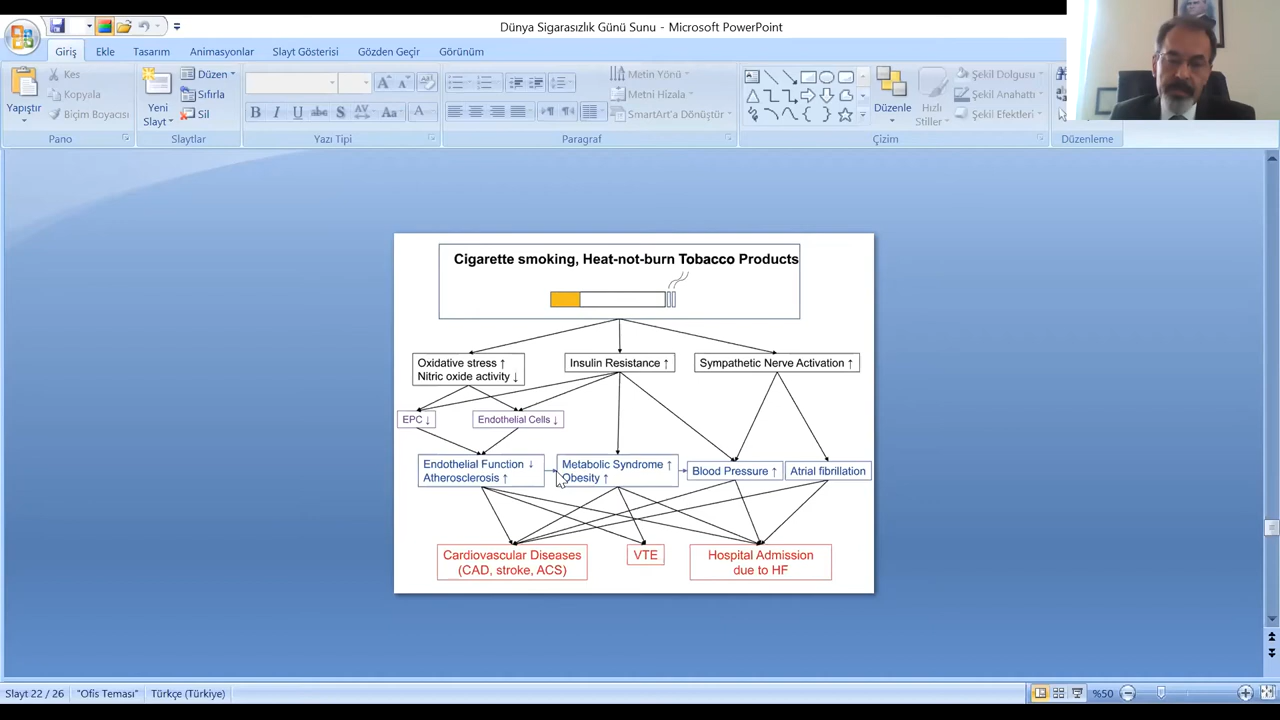 Dünya Sigarasızlık Günü Sunu - Microsoft PowerPoint
Giriş Ekle Tasarım Animasyonlar Slayt Gösterisi Gözden Geçir Görünüm
Yapıştır
Kes
Kopyala
Biçim Boyacısı
Pano
Yeni
Slayt
Düzen
Sıfırla
Sil
Slaytlar
Yazı Tipi
Metin Yönü
Metni Hizala
SmartArt'a Dönüştür
Paragraf
Düzenle
Hızlı
Stiller
Şekil Dolgusu
Şekil Anahattı
Şekil Efektleri
Çizim
Düzenleme
Cigarette smoking, Heat-not-burn Tobacco Products
Oxidative stress ↑
Nitric oxide activity ↓
Insulin Resistance ↑
Sympathetic Nerve Activation ↑
EPC ↓
Endothelial Cells ↓
Endothelial Function ↓
Atherosclerosis ↑
Metabolic Syndrome ↑
Obesity ↑
Blood Pressure ↑
Atrial fibrillation
Cardiovascular Diseases
(CAD, stroke, ACS)
VTE
Hospital Admission
due to HF
Slayt 22 / 26 "Ofis Teması" Türkçe (Türkiye) %50